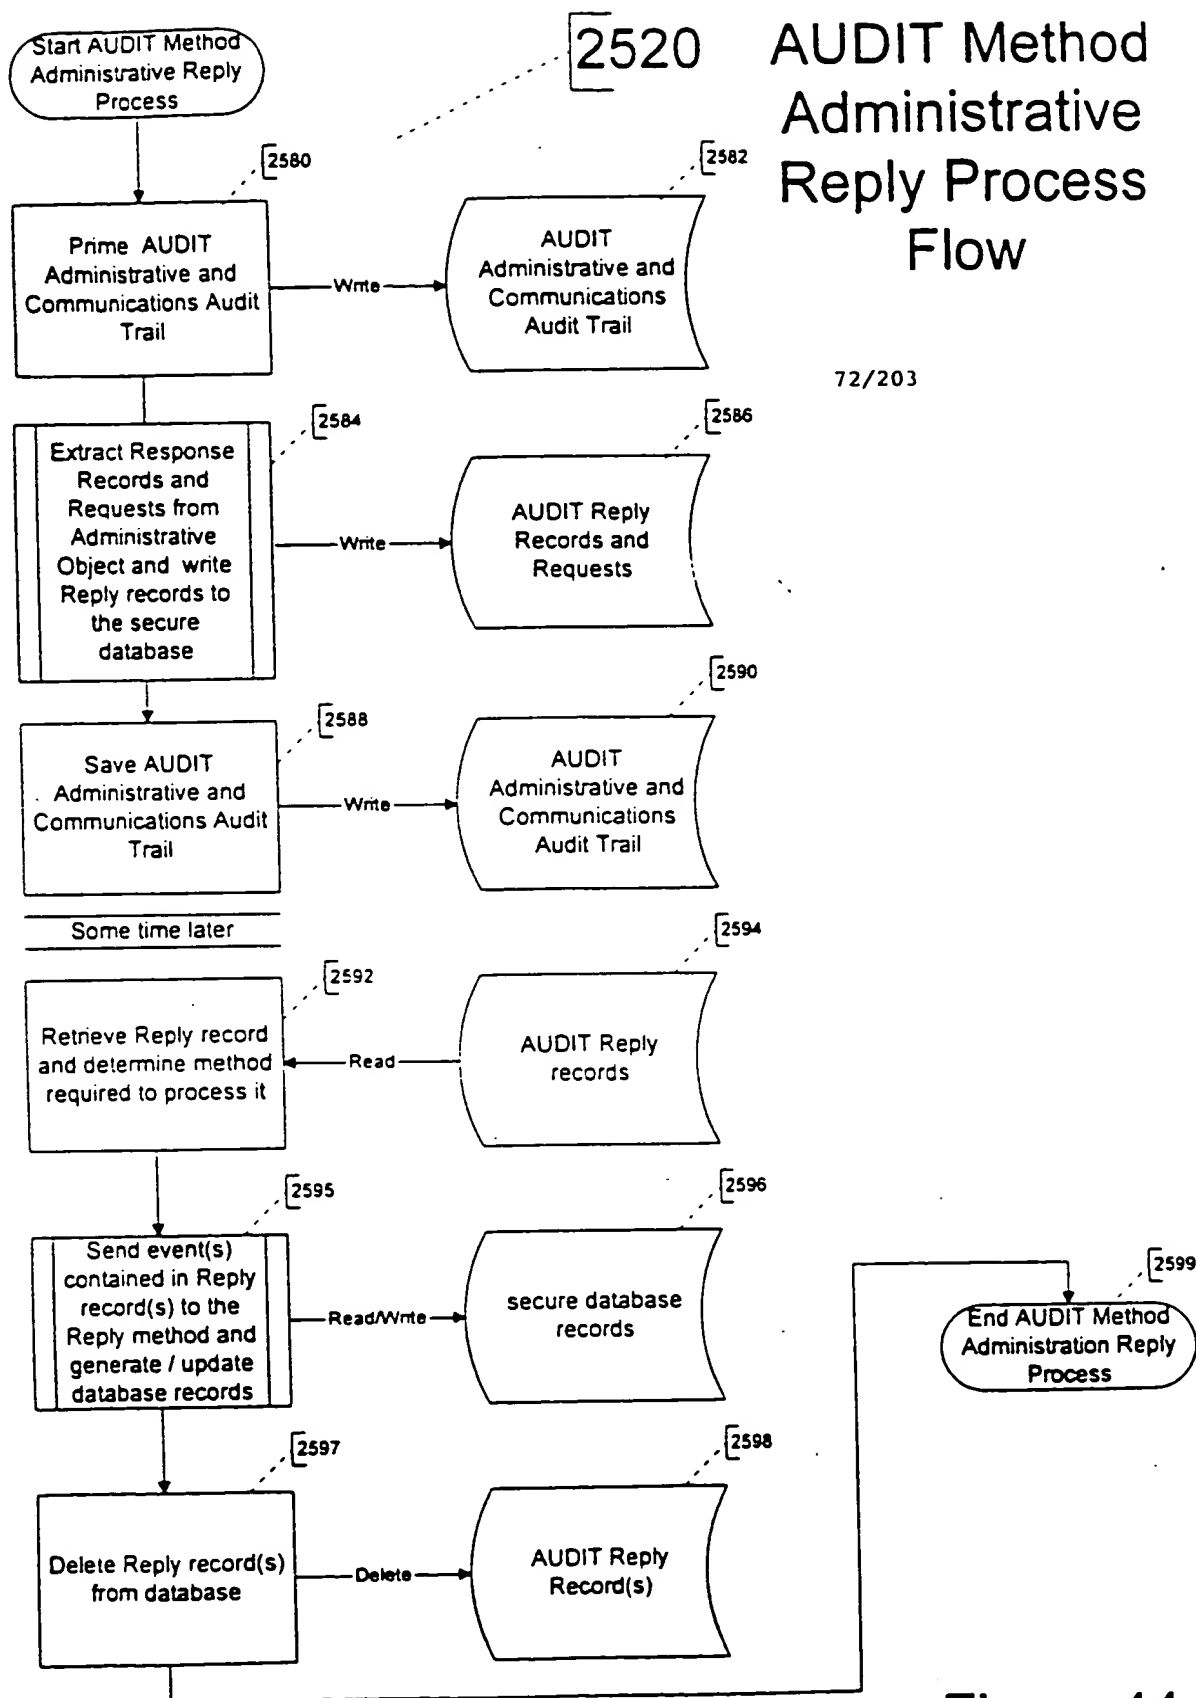 Start AUDIT Method
Administrative Reply
Process
2520
AUDIT Method
Administrative
Reply Process
Flow
72/203
2580
Prime AUDIT
Administrative and
Communications Audit
Trail
Write
2582
AUDIT
Administrative and
Communications
Audit Trail
2584
Extract Response
Records and
Requests from
Administrative
Object and write
Reply records to
the secure
database
Write
2586
AUDIT Reply
Records and
Requests
2588
Save AUDIT
Administrative and
Communications Audit
Trail
Write
2590
AUDIT
Administrative and
Communications
Audit Trail
Some time later
2592
Retrieve Reply record
and determine method
required to process it
Read
2594
AUDIT Reply
records
2595
Send event(s)
contained in Reply
record(s) to the
Reply method and
generate / update
database records
Read/Write
2596
secure database
records
2597
Delete Reply record(s)
from database
Delete
2598
AUDIT Reply
Record(s)
2599
End AUDIT Method
Administration Reply
Process